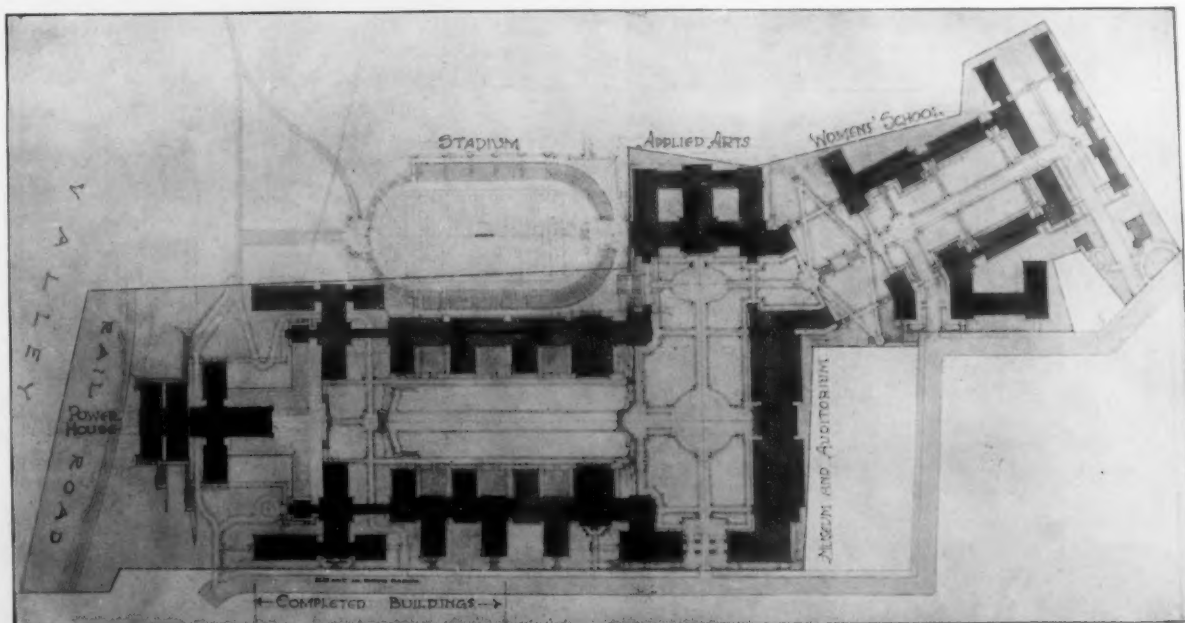 STADIUM
APPLIED ARTS
WOMENS' SCHOOL
VALLEY
RAIL ROAD
POWER
HOUSE
MUSEUM AND AUDITORIUM
COMPLETED BUILDINGS